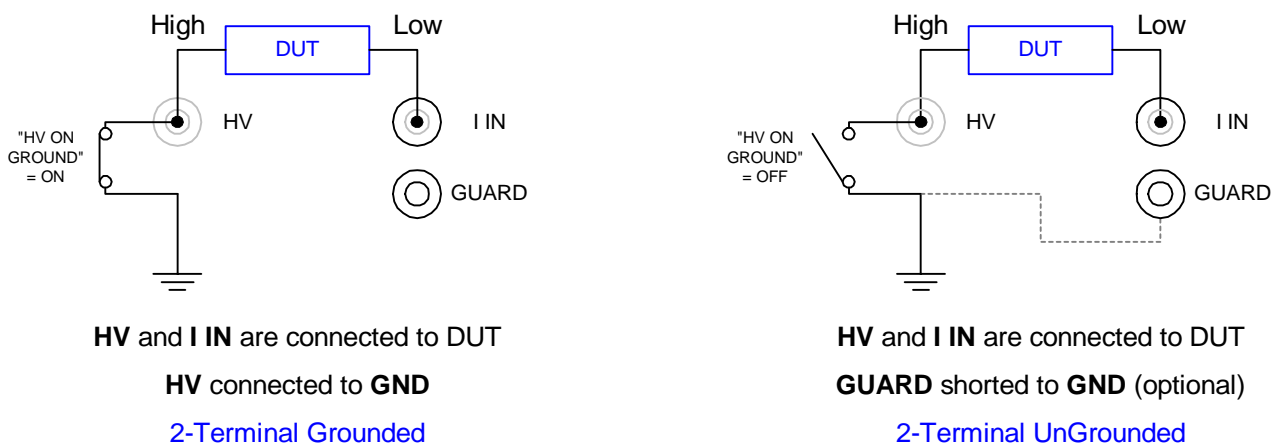 High
Low
DUT
HV
I IN
"HV ON
GROUND"
= ON
GUARD
HV and I IN are connected to DUT
HV connected to GND
2-Terminal Grounded
High
Low
DUT
HV
I IN
"HV ON
GROUND"
= OFF
GUARD
HV and I IN are connected to DUT
GUARD shorted to GND (optional)
2-Terminal UnGrounded